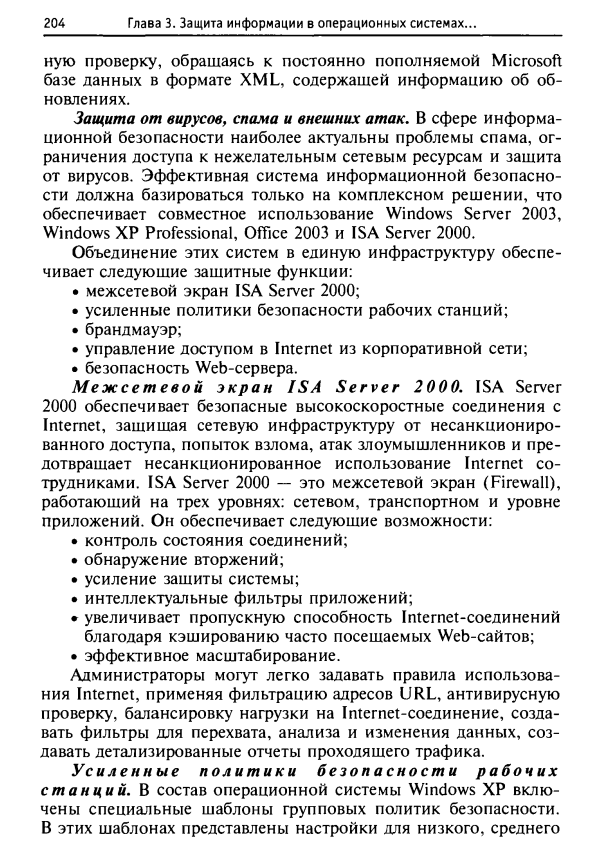 204 Глава 3. Защита информации в операционных системах...
ную проверку, обращаясь к постоянно пополняемой Microsoft
базе данных в формате XML, содержащей информацию об об-
новлениях.
Защита от вирусов, спама и внешних атак. В сфере информа-
ционной безопасности наиболее актуальны проблемы спама, ог-
раничения доступа к нежелательным сетевым ресурсам и защита
от вирусов. Эффективная система информационной безопасно-
сти должна базироваться только на комплексном решении, что
обеспечивает совместное использование Windows Server 2003,
Windows XP Professional, Office 2003 и ISA Server 2000.
Объединение этих систем в единую инфраструктуру обеспе-
чивает следующие защитные функции:
• межсетевой экран ISA Server 2000;
• усиленные политики безопасности рабочих станций;
• брандмауэр;
• управление доступом в Internet из корпоративной сети;
• безопасность Web-сервера.
Межсетевой экран ISA Server 2000. ISA Server
2000 обеспечивает безопасные высокоскоростные соединения с
Internet, защищая сетевую инфраструктуру от несанкциониро-
ванного доступа, попыток взлома, атак злоумышленников и пре-
дотвращает несанкционированное использование Internet со-
трудниками. ISA Server 2000 — это межсетевой экран (Firewall),
работающий на трех уровнях: сетевом, транспортном и уровне
приложений. Он обеспечивает следующие возможности:
• контроль состояния соединений;
• обнаружение вторжений;
• усиление защиты системы;
• интеллектуальные фильтры приложений;
• увеличивает пропускную способность Internet-соединений
благодаря кэшированию часто посещаемых Web-сайтов;
• эффективное масштабирование.
Администраторы могут легко задавать правила использова-
ния Internet, применяя фильтрацию адресов URL, антивирусную
проверку, балансировку нагрузки на Internet-соединение, созда-
вать фильтры для перехвата, анализа и изменения данных, соз-
давать детализированные отчеты проходящего трафика.
Усиленные политики безопасности рабочих
станций. В состав операционной системы Windows XP вклю-
чены специальные шаблоны групповых политик безопасности.
В этих шаблонах представлены настройки для низкого, среднего